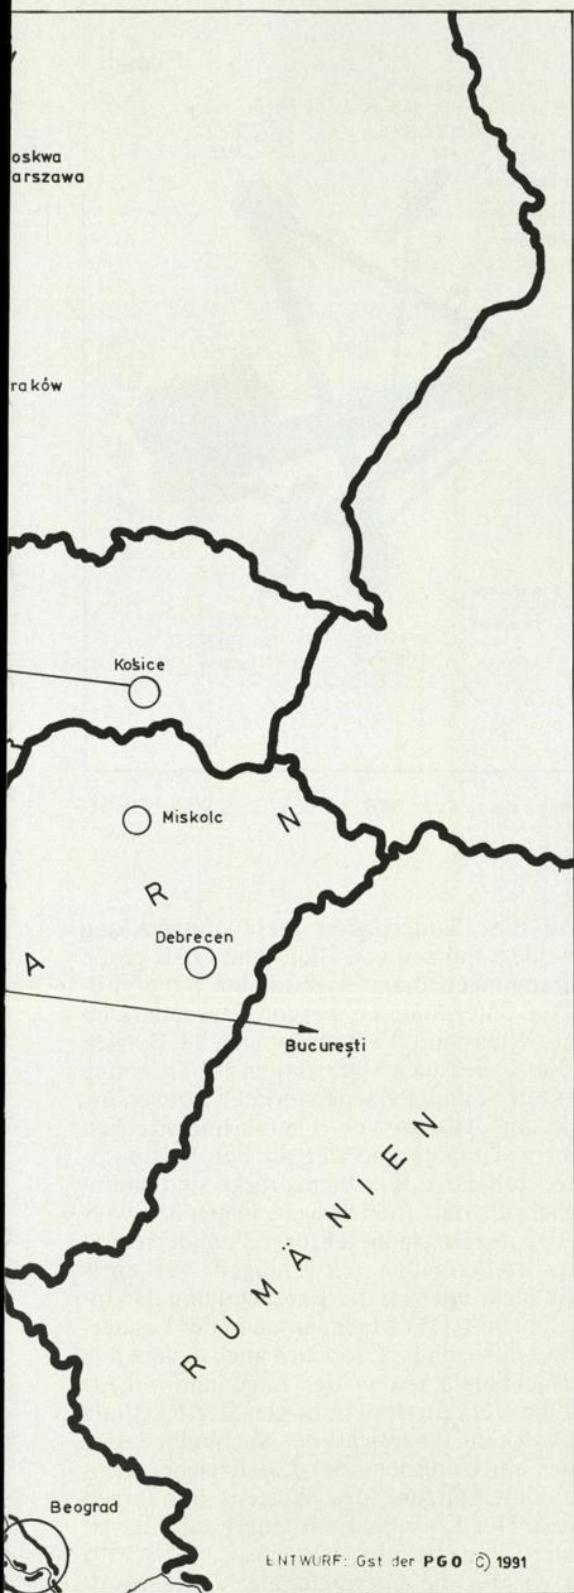 oskwa
arszawa
raków
Košice
Miskolc
N
R
Debrecen
A
București
RUMÄNIEN
Beograd
ENTWURF: Gst der PGO © 1991